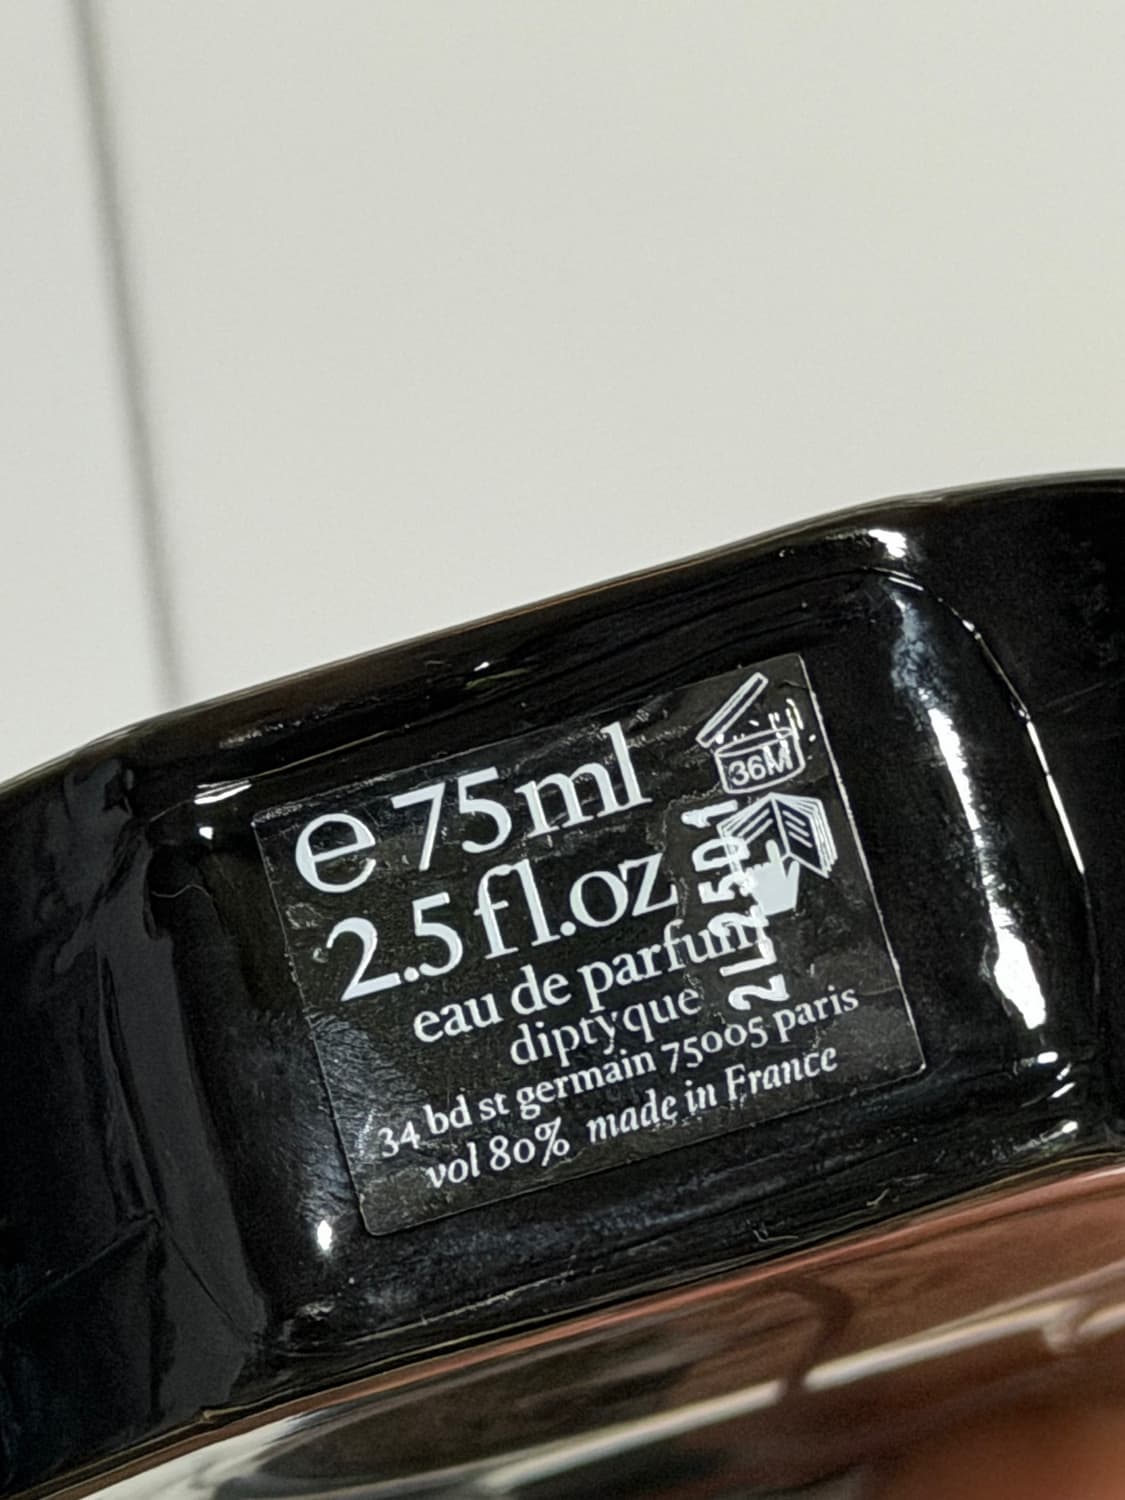 e 75ml
2.5 fl.oz
eau de parfum
diptyque
34 bd st germain 75005 paris
vol 80% made in France
36M
2L2501